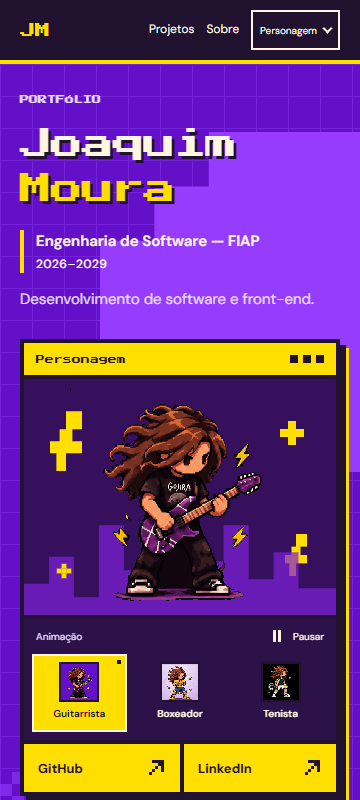 JM
Projetos Sobre Personagem
PORTFóLIO
Joaquim
Moura
Engenharia de Software — FIAP
2026–2029
Desenvolvimento de software e front-end.
Personagem
GOJIRA
Animação Pausar
Guitarrista Boxeador Tenista
GitHub LinkedIn